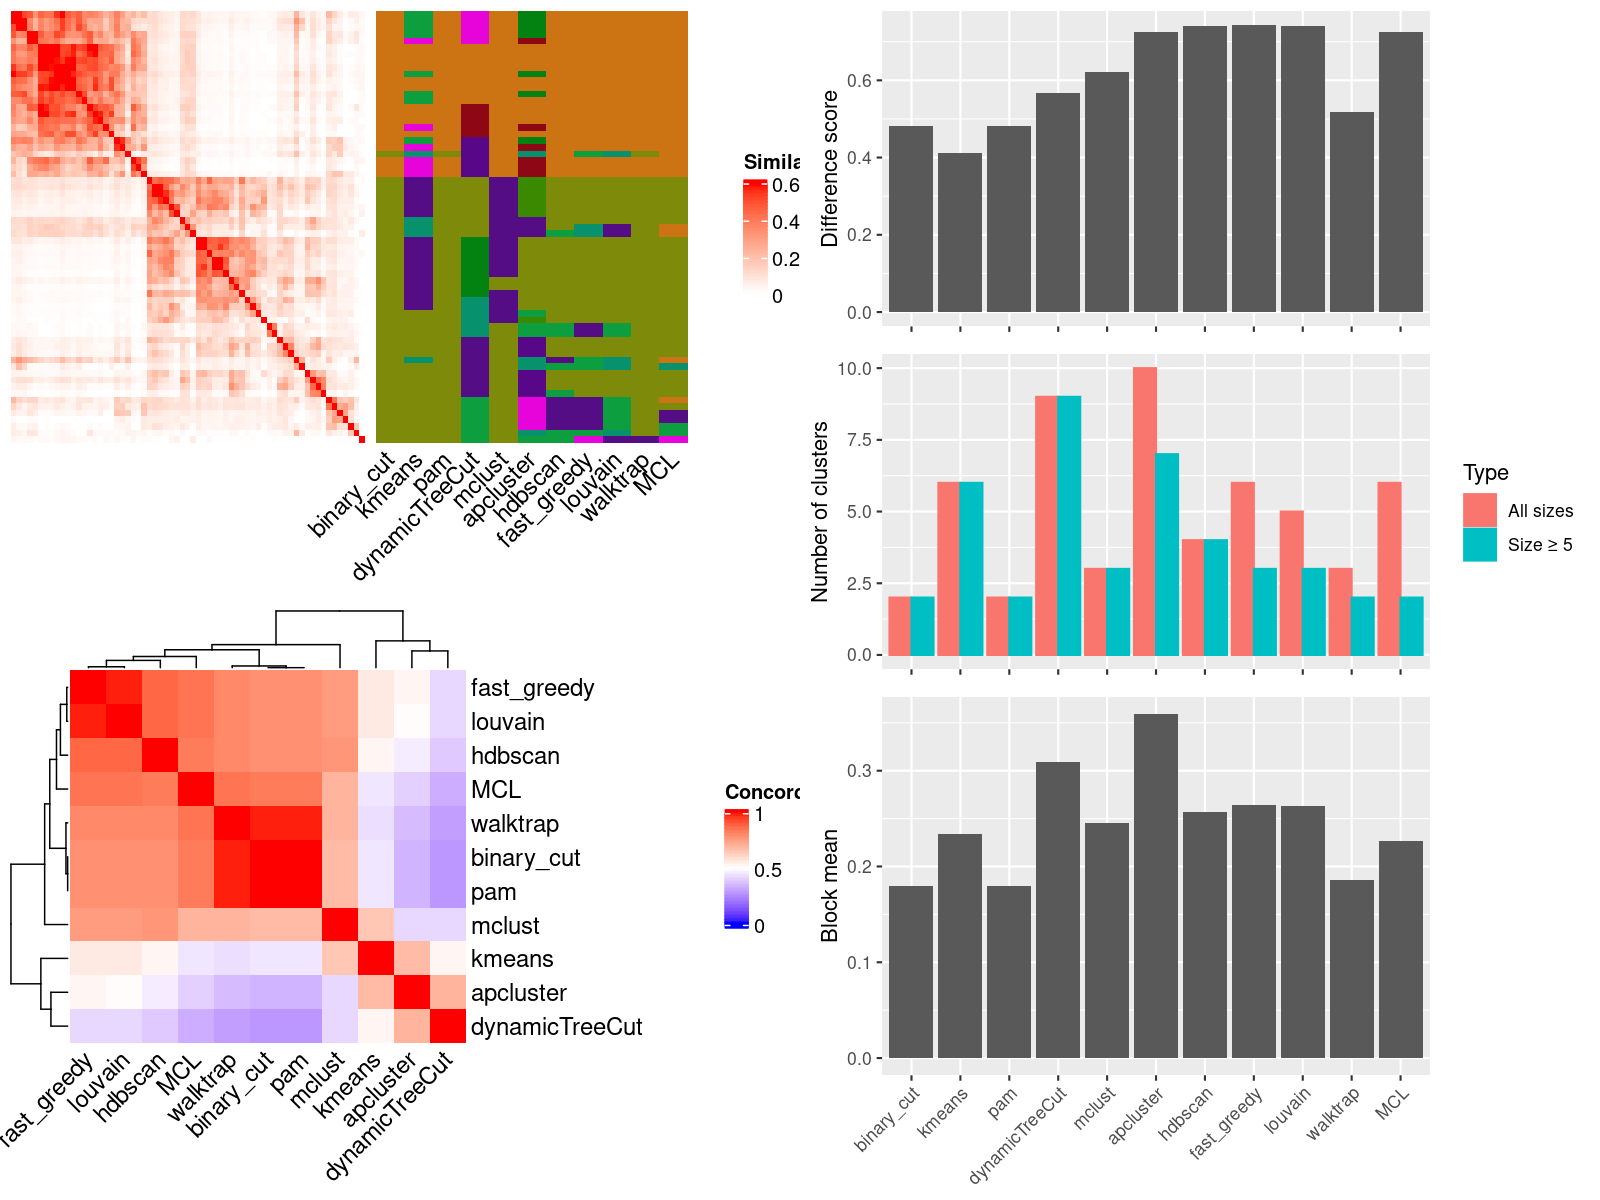 Simila
0.6
0.4
0.2
0
binary_cut
kmeans
pam
dynamicTreeCut
mclust
apcluster
hdbscan
fast_greedy
louvain
walktrap
MCL
Difference score
0.6
0.4
0.2
0.0
Number of clusters
10.0
7.5
5.0
2.5
0.0
Type
All sizes
Size ≥ 5
fast_greedy
louvain
hdbscan
MCL
walktrap
binary_cut
pam
mclust
kmeans
apcluster
dynamicTreeCut
fast_greedy
louvain
hdbscan
MCL
walktrap
binary_cut
pam
mclust
kmeans
apcluster
dynamicTreeCut
Concord
1
0.5
0
Block mean
0.3
0.2
0.1
0.0
binary_cut
kmeans
pam
dynamicTreeCut
mclust
apcluster
hdbscan
fast_greedy
louvain
walktrap
MCL